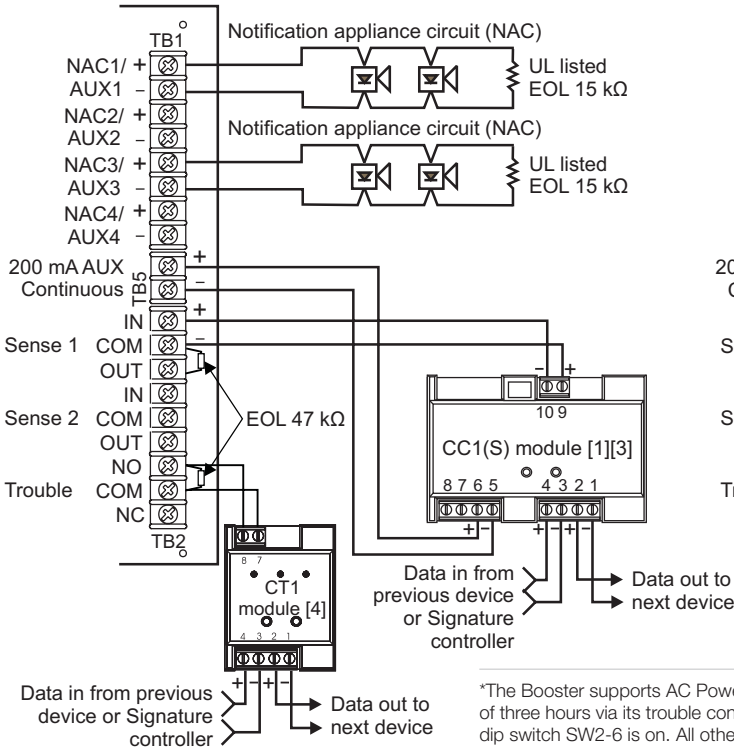 TB1
Notification appliance circuit (NAC)
NAC1/ +
AUX1 –
UL listed
EOL 15 kΩ
NAC2/ +
AUX2 –
Notification appliance circuit (NAC)
NAC3/ +
AUX3 –
UL listed
EOL 15 kΩ
NAC4/ +
AUX4 –
200 mA AUX +
Continuous –
TB5
IN +
Sense 1 COM –
OUT
IN
Sense 2 COM
OUT
EOL 47 kΩ
NO
Trouble COM
NC
TB2
– +
10 9
CC1(S) module [1][3]
8 7 6 5 4 3 2 1
+ – + – + –
Data in from
previous device
or Signature
controller
Data out to
next device
8 7
CT1
module [4]
4 3 2 1
+ – + –
Data in from previous
device or Signature
controller
Data out to
next device
*The Booster supports AC Powe
of three hours via its trouble con
dip switch SW2-6 is on. All othe
20
C
S
S
Tr